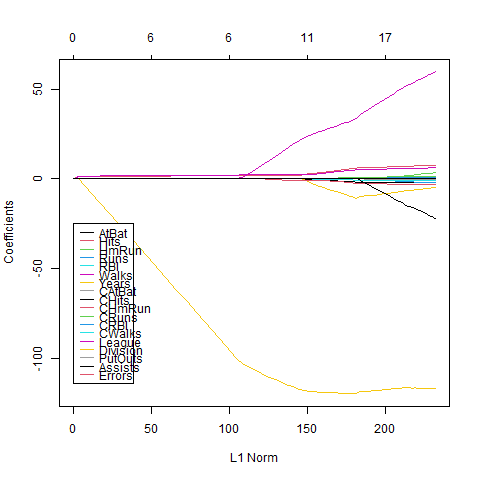 0 6 6 11 17
50
0
-50
-100
Coefficients
AtBat
Hits
HmRun
Runs
RBI
Walks
Years
CAtBat
CHits
CHmRun
CRuns
CRBI
CWalks
League
Division
PutOuts
Assists
Errors
0 50 100 150 200
L1 Norm